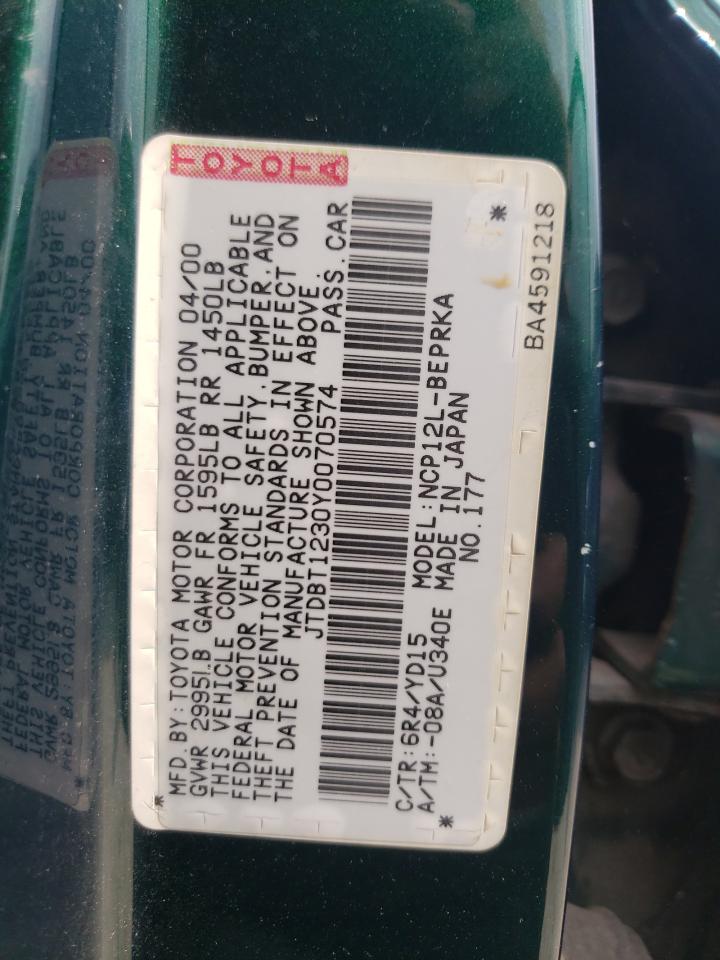 TOYOTA
MFD.BY:TOYOTA MOTOR CORPORATION 04/00
GVWR 2995LB GAWR FR 1595LB RR 1450LB
THIS VEHICLE CONFORMS TO ALL APPLICABLE
FEDERAL MOTOR VEHICLE SAFETY,BUMPER,AND
THEFT PREVENTION STANDARDS IN EFFECT ON
THE DATE OF MANUFACTURE SHOWN ABOVE.
JTDBT1230Y0070574 PASS.CAR
C/TR:6R4/YD15 MODEL:NCP12L-BEPRKA
A/TM:-08A/U340E MADE IN JAPAN
NO.177
BA4591218